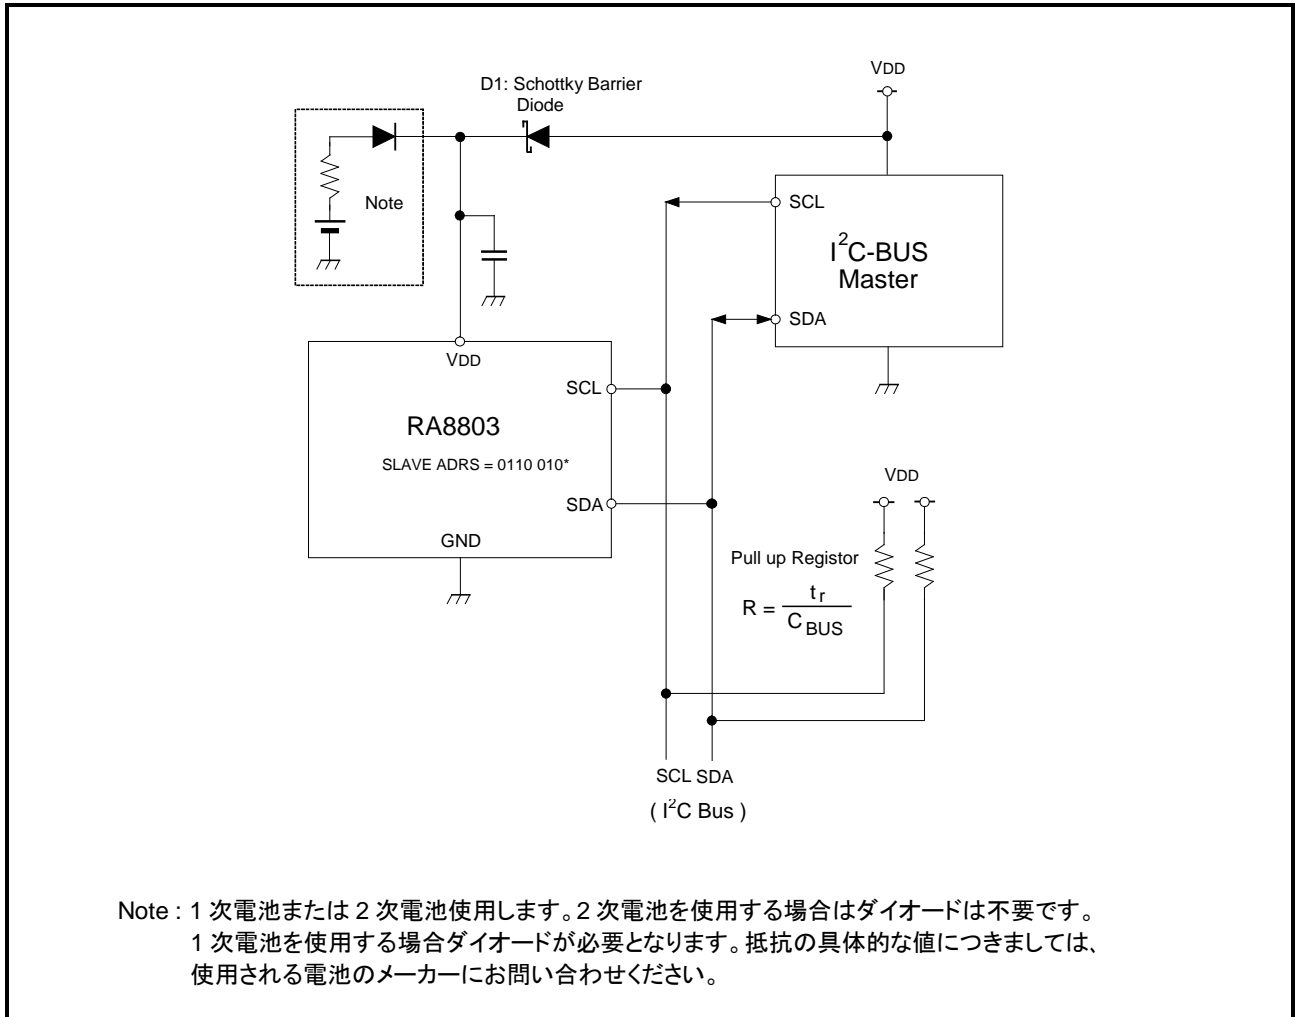 D1: Schottky Barrier
Diode
VDD
Note
SCL
I²C-BUS
Master
SDA
VDD
SCL
RA8803
SLAVE ADRS = 0110 010*
SDA
GND
VDD
Pull up Registor
R = tr / CBUS
SCL SDA
( I²C Bus )
Note : 1 次電池または 2 次電池使用します。2 次電池を使用する場合はダイオードは不要です。
1 次電池を使用する場合ダイオードが必要となります。抵抗の具体的な値につきましては、
使用される電池のメーカーにお問い合わせください。